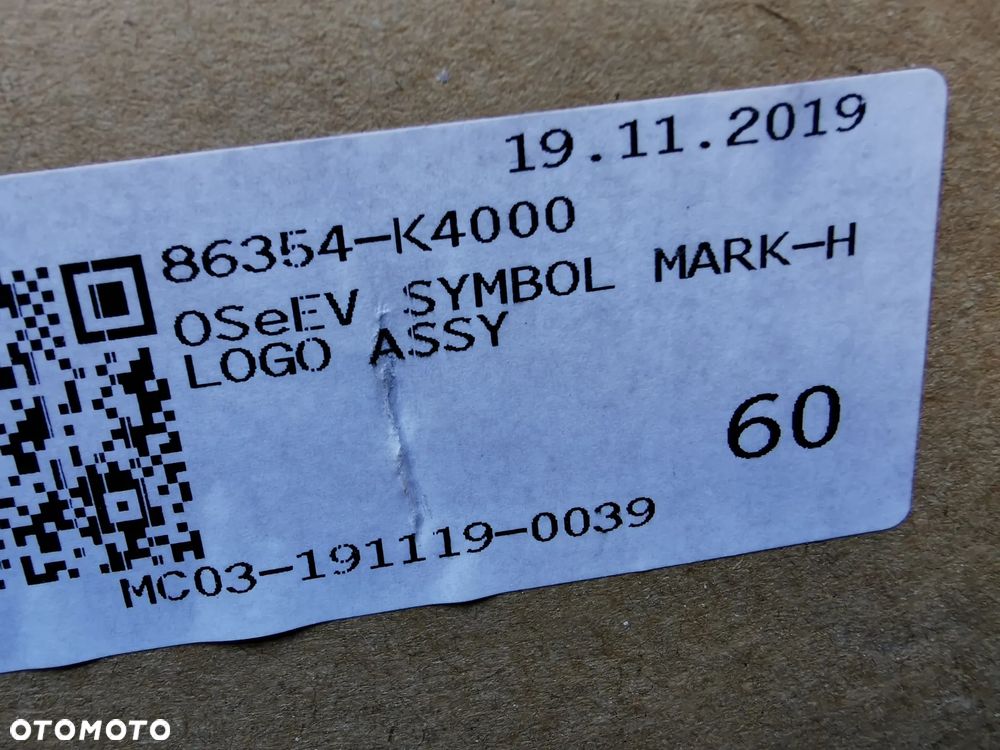 19.11.2019
86354-K4000
OSeEV SYMBOL MARK-H
LOGO ASSY
60
MC03-191119-0039
OTOMOTO